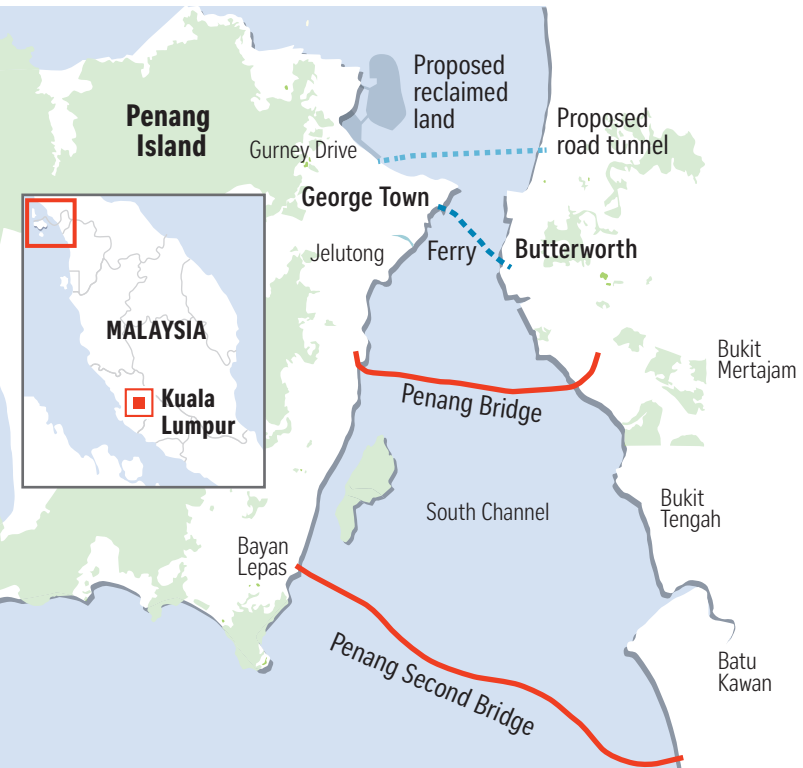 Proposed
reclaimed
land
Penang
Island
Proposed
road tunnel
Gurney Drive
George Town
Jelutong
Ferry
Butterworth
MALAYSIA
Kuala
Lumpur
Bukit
Mertajam
Penang Bridge
South Channel
Bukit
Tengah
Bayan
Lepas
Penang Second Bridge
Batu
Kawan